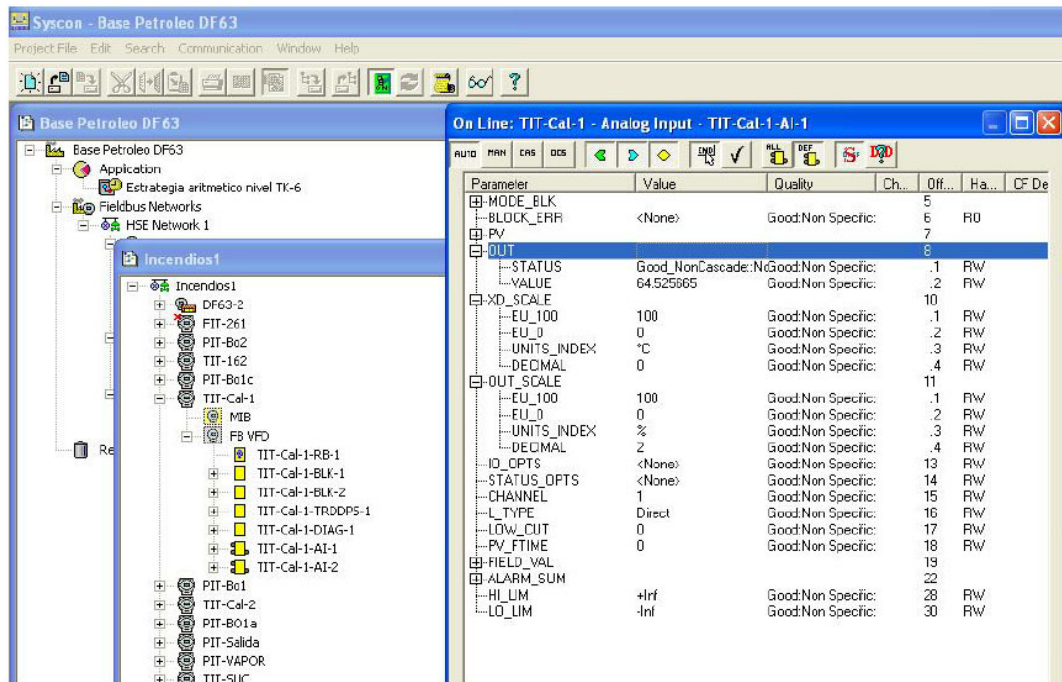 Syscon - Base Petroleo DF63
Project File Edit Search Communication Window Help
Base Petroleo DF63
Base Petroleo DF63
Application
Estrategia aritmetico nivel TK-6
Fieldbus Networks
HSE Network 1
Re
Incendios1
Incendos1
DF63-2
FIT-261
PIT-Bo2
TIT-162
PIT-Bo1c
TIT-Cal-1
MIB
FB VFD
TIT-Cal-1-RB-1
TIT-Cal-1-BLK-1
TIT-Cal-1-BLK-2
TIT-Cal-1-TRDDPS-1
TIT-Cal-1-DIAG-1
TIT-Cal-1-AI-1
TIT-Cal-1-AI-2
PIT-Bo1
TIT-Cal-2
PIT-BO1a
PIT-Salida
PIT-VAPOR
TIT-SUC
On Line: TIT-Cal-1 - Analog Input - TIT-Cal-1-AI-1
AUTO MAN CAS OOS ALL DEF
Parameter Value Quality Ch... Off... Ha... CF De
MODE_BLK 5
BLOCK_ERR <None> Good:Non Specific: 6 RO
PV 7
OUT 8
STATUS Good_NonCascade::No Good:Non Specific: .1 RW
VALUE 64.525665 Good:Non Specific: .2 RW
XD_SCALE 10
EU_100 100 Good:Non Specific: .1 RW
EU_0 0 Good:Non Specific: .2 RW
UNITS_INDEX °C Good:Non Specific: .3 RW
DECIMAL 0 Good:Non Specific: .4 RW
OUT_SCALE 11
EU_100 100 Good:Non Specific: .1 RW
EU_0 0 Good:Non Specific: .2 RW
UNITS_INDEX % Good:Non Specific: .3 RW
DECIMAL 2 Good:Non Specific: .4 RW
IO_OPTS <None> Good:Non Specific: 13 RW
STATUS_OPTS <None> Good:Non Specific: 14 RW
CHANNEL 1 Good:Non Specific: 15 RW
L_TYPE Direct Good:Non Specific: 16 RW
LOW_CUT 0 Good:Non Specific: 17 RW
PV_FTIME 0 Good:Non Specific: 18 RW
FIELD_VAL 19
ALARM_SUM 22
HI_LIM +Inf Good:Non Specific: 28 RW
LO_LIM -Inf Good:Non Specific: 30 RW